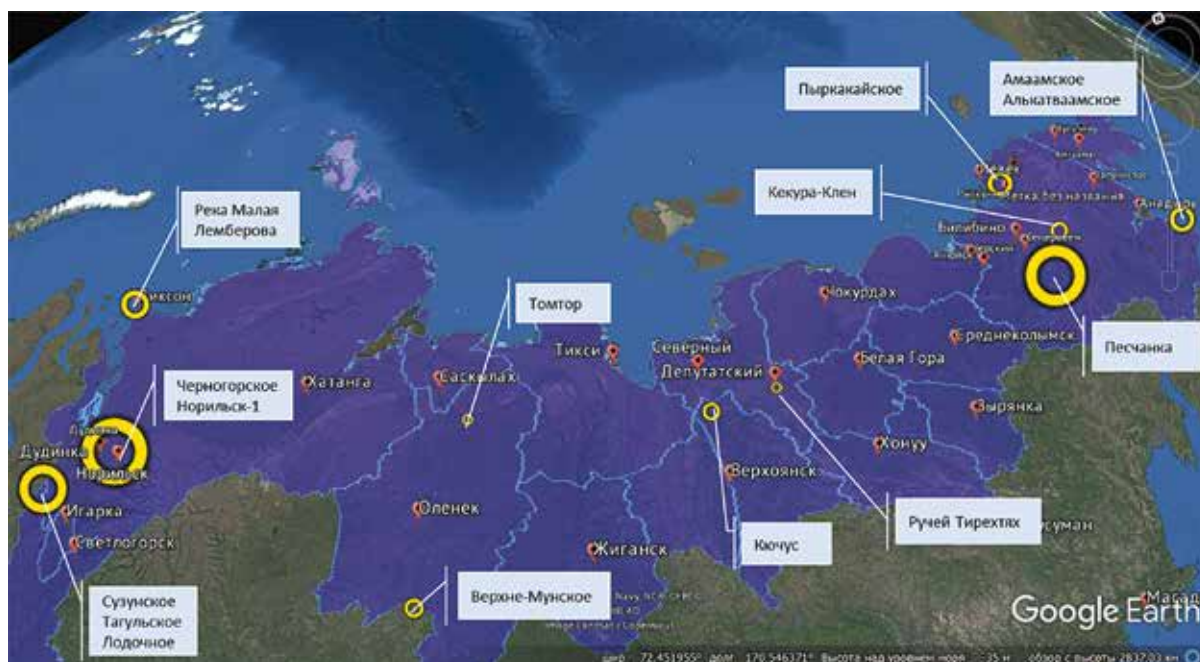 Пыркакайское
Амаамское
Алькатваамское
Кекура-Клен
Река Малая
Лемберова
Томтор
Черногорское
Норильск-1
Песчанка
Билибино
Чокурдах
Тикси
Северный
Депутатский
Белая Гора
Среднеколымск
Хатанга
Саскылах
Зырянка
Дудинка
Норильск
Хонуу
Верхоянск
Игарка
Светлогорск
Оленек
Жиганск
Кючус
Ручей Тирехтях
Верхне-Мунское
Сузунское
Тагульское
Лодочное
Google Earth